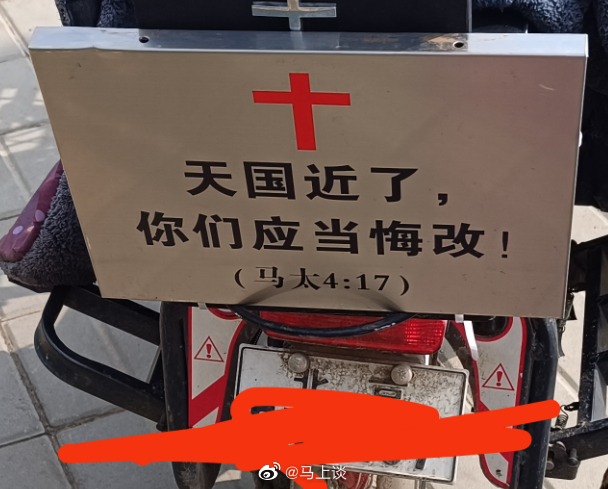 天国近了，
你们应当悔改！
（马太4:17）
@马上谈